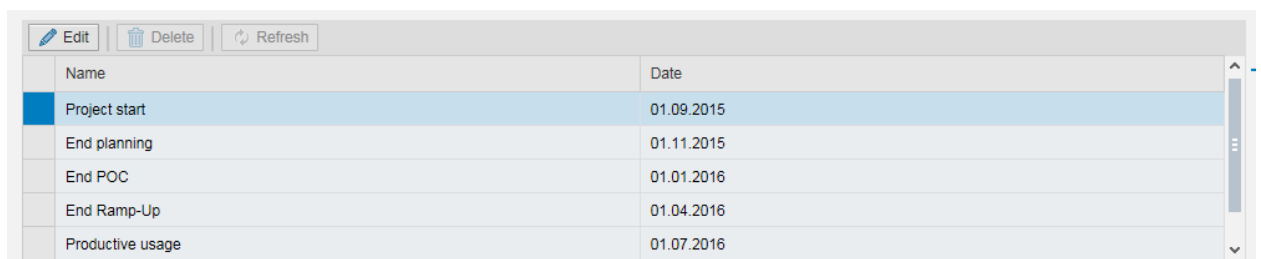 Edit Delete Refresh
Name Date
Project start 01.09.2015
End planning 01.11.2015
End POC 01.01.2016
End Ramp-Up 01.04.2016
Productive usage 01.07.2016